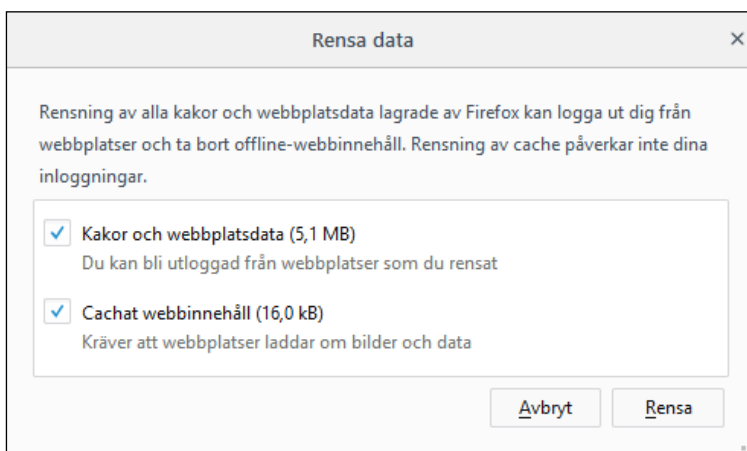 Rensa data
Rensning av alla kakor och webbplatsdata lagrade av Firefox kan logga ut dig från
webbplatser och ta bort offline-webbinnehåll. Rensning av cache påverkar inte dina
inloggningar.
Kakor och webbplatsdata (5,1 MB)
Du kan bli utloggad från webbplatser som du rensat
Cachat webbinnehåll (16,0 kB)
Kräver att webbplatser laddar om bilder och data
Avbryt Rensa